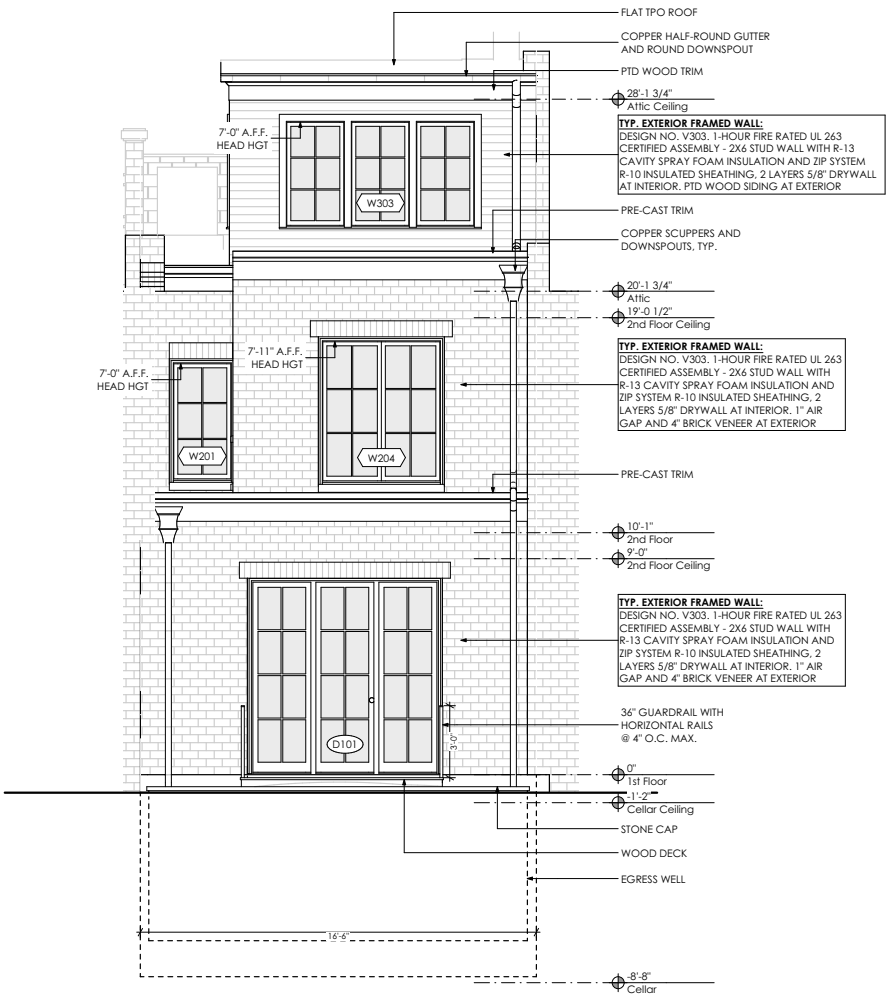 FLAT TPO ROOF
COPPER HALF-ROUND GUTTER
AND ROUND DOWNSPOUT
PTD WOOD TRIM
28'-1 3/4"
Attic Ceiling
7'-0" A.F.F.
HEAD HGT
TYP. EXTERIOR FRAMED WALL:
DESIGN NO. V303. 1-HOUR FIRE RATED UL 263
CERTIFIED ASSEMBLY - 2X6 STUD WALL WITH R-13
CAVITY SPRAY FOAM INSULATION AND ZIP SYSTEM
R-10 INSULATED SHEATHING, 2 LAYERS 5/8" DRYWALL
AT INTERIOR. PTD WOOD SIDING AT EXTERIOR
W303
PRE-CAST TRIM
COPPER SCUPPERS AND
DOWNSPOUTS, TYP.
20'-1 3/4"
Attic
19'-0 1/2"
2nd Floor Ceiling
7'-11" A.F.F.
HEAD HGT
7'-0" A.F.F.
HEAD HGT
TYP. EXTERIOR FRAMED WALL:
DESIGN NO. V303. 1-HOUR FIRE RATED UL 263
CERTIFIED ASSEMBLY - 2X6 STUD WALL WITH
R-13 CAVITY SPRAY FOAM INSULATION AND
ZIP SYSTEM R-10 INSULATED SHEATHING, 2
LAYERS 5/8" DRYWALL AT INTERIOR. 1" AIR
GAP AND 4" BRICK VENEER AT EXTERIOR
W201
W204
PRE-CAST TRIM
10'-1"
2nd Floor
9'-0"
2nd Floor Ceiling
TYP. EXTERIOR FRAMED WALL:
DESIGN NO. V303. 1-HOUR FIRE RATED UL 263
CERTIFIED ASSEMBLY - 2X6 STUD WALL WITH
R-13 CAVITY SPRAY FOAM INSULATION AND
ZIP SYSTEM R-10 INSULATED SHEATHING, 2
LAYERS 5/8" DRYWALL AT INTERIOR. 1" AIR
GAP AND 4" BRICK VENEER AT EXTERIOR
36" GUARDRAIL WITH
HORIZONTAL RAILS
@ 4" O.C. MAX.
3'-0"
D101
0"
1st Floor
-1'-2"
Cellar Ceiling
STONE CAP
WOOD DECK
EGRESS WELL
16'-6"
-8'-8"
Cellar